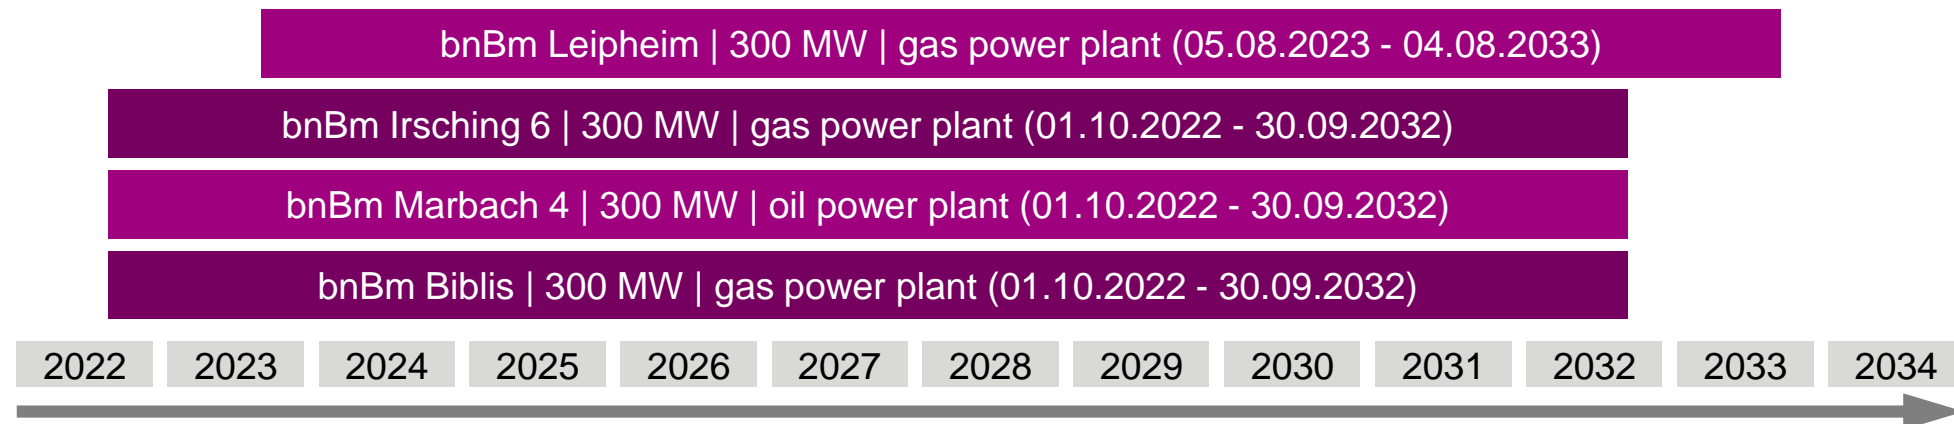 bnBm Leipheim | 300 MW | gas power plant (05.08.2023 - 04.08.2033)
bnBm Irsching 6 | 300 MW | gas power plant (01.10.2022 - 30.09.2032)
bnBm Marbach 4 | 300 MW | oil power plant (01.10.2022 - 30.09.2032)
bnBm Biblis | 300 MW | gas power plant (01.10.2022 - 30.09.2032)
2022 2023 2024 2025 2026 2027 2028 2029 2030 2031 2032 2033 2034